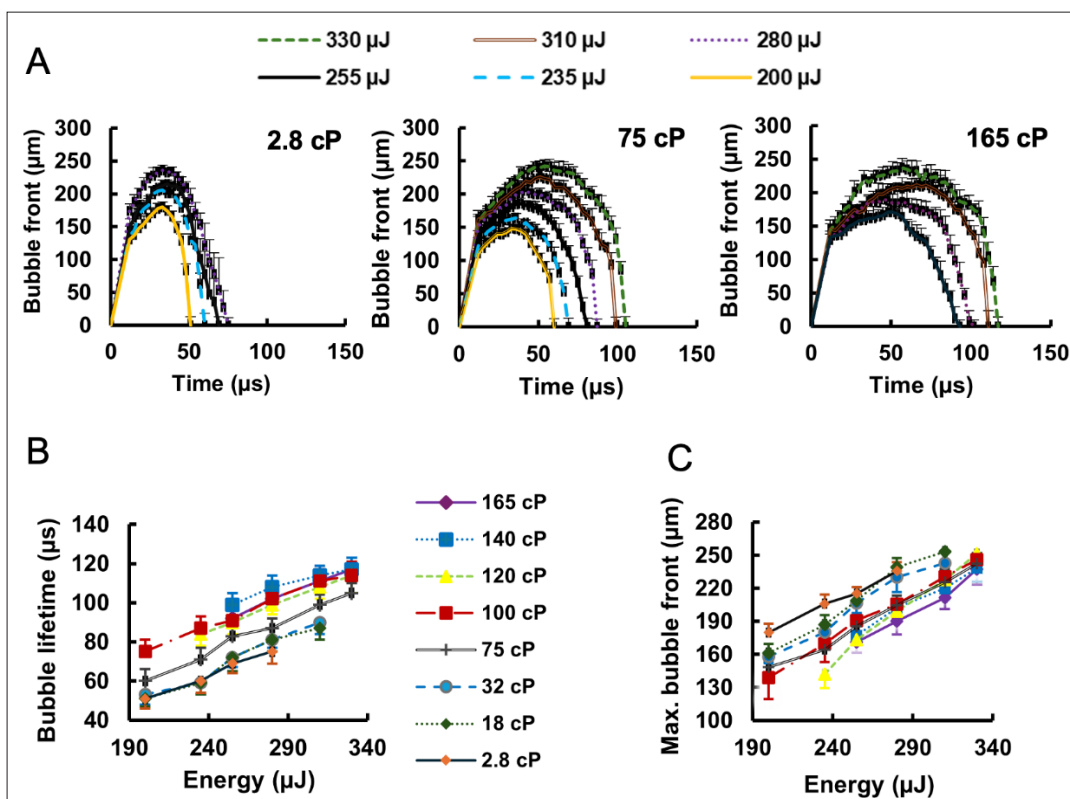 A
330 µJ 310 µJ 280 µJ
255 µJ 235 µJ 200 µJ
2.8 cP
Bubble front (µm)
300
250
200
150
100
50
0
0 50 100 150
Time (µs)
75 cP
Bubble front (µm)
300
250
200
150
100
50
0
0 50 100 150
Time (µs)
165 cP
Bubble front (µm)
300
250
200
150
100
50
0
0 50 100 150
Time (µs)
B
Bubble lifetime (µs)
140
120
100
80
60
40
190 240 290 340
Energy (µJ)
165 cP
140 cP
120 cP
100 cP
75 cP
32 cP
18 cP
2.8 cP
C
Max. bubble front (µm)
280
250
220
190
160
130
100
190 240 290 340
Energy (µJ)